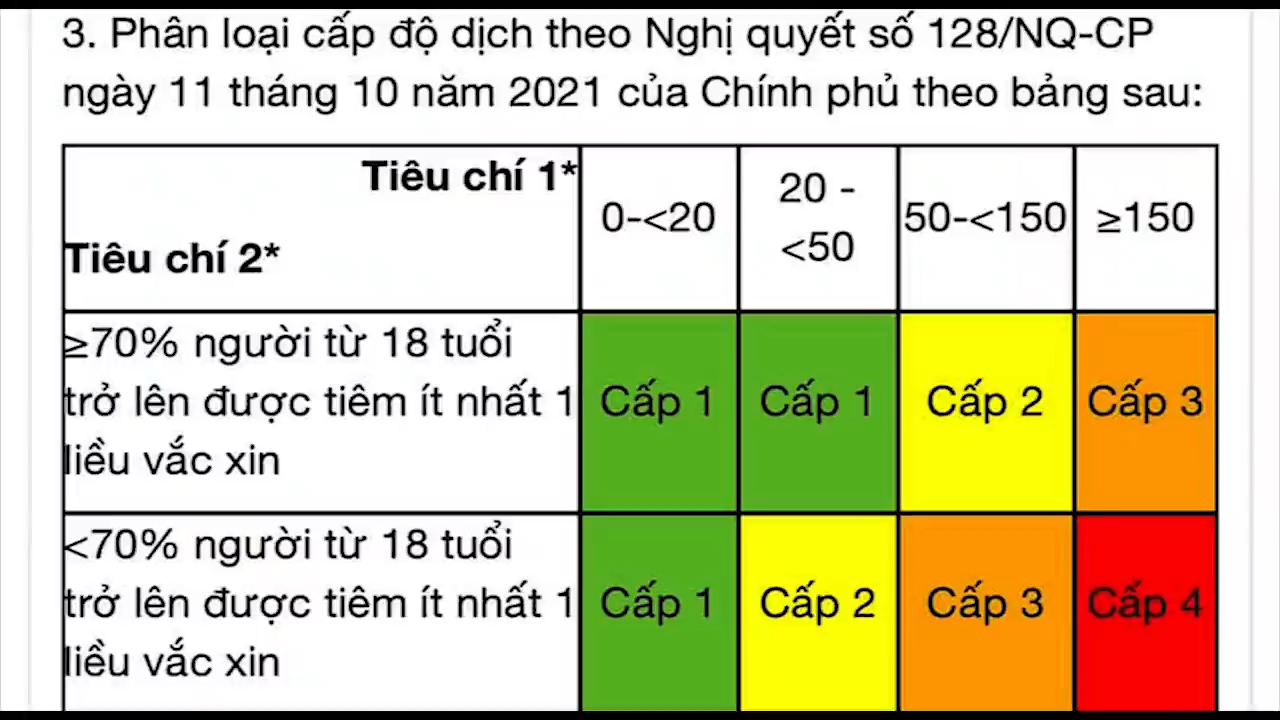 3. Phân loại cấp độ dịch theo Nghị quyết số 128/NQ-CP
ngày 11 tháng 10 năm 2021 của Chính phủ theo bảng sau:
Tiêu chí 1*
Tiêu chí 2*
0-<20
20 -
<50
50-<150
≥150
≥70% người từ 18 tuổi
trở lên được tiêm ít nhất 1
liều vắc xin
Cấp 1
Cấp 1
Cấp 2
Cấp 3
<70% người từ 18 tuổi
trở lên được tiêm ít nhất 1
liều vắc xin
Cấp 1
Cấp 2
Cấp 3
Cấp 4